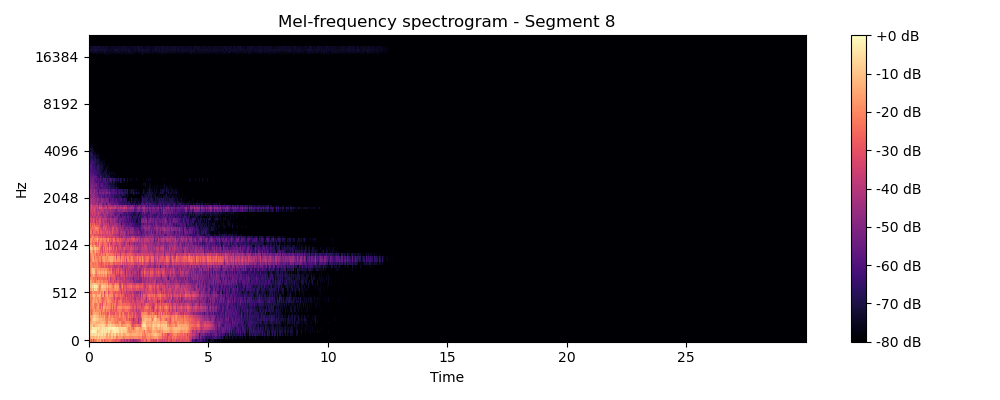 Mel-frequency spectrogram - Segment 8
Hz
16384
8192
4096
2048
1024
512
0
0 5 10 15 20 25
Time
+0 dB
-10 dB
-20 dB
-30 dB
-40 dB
-50 dB
-60 dB
-70 dB
-80 dB